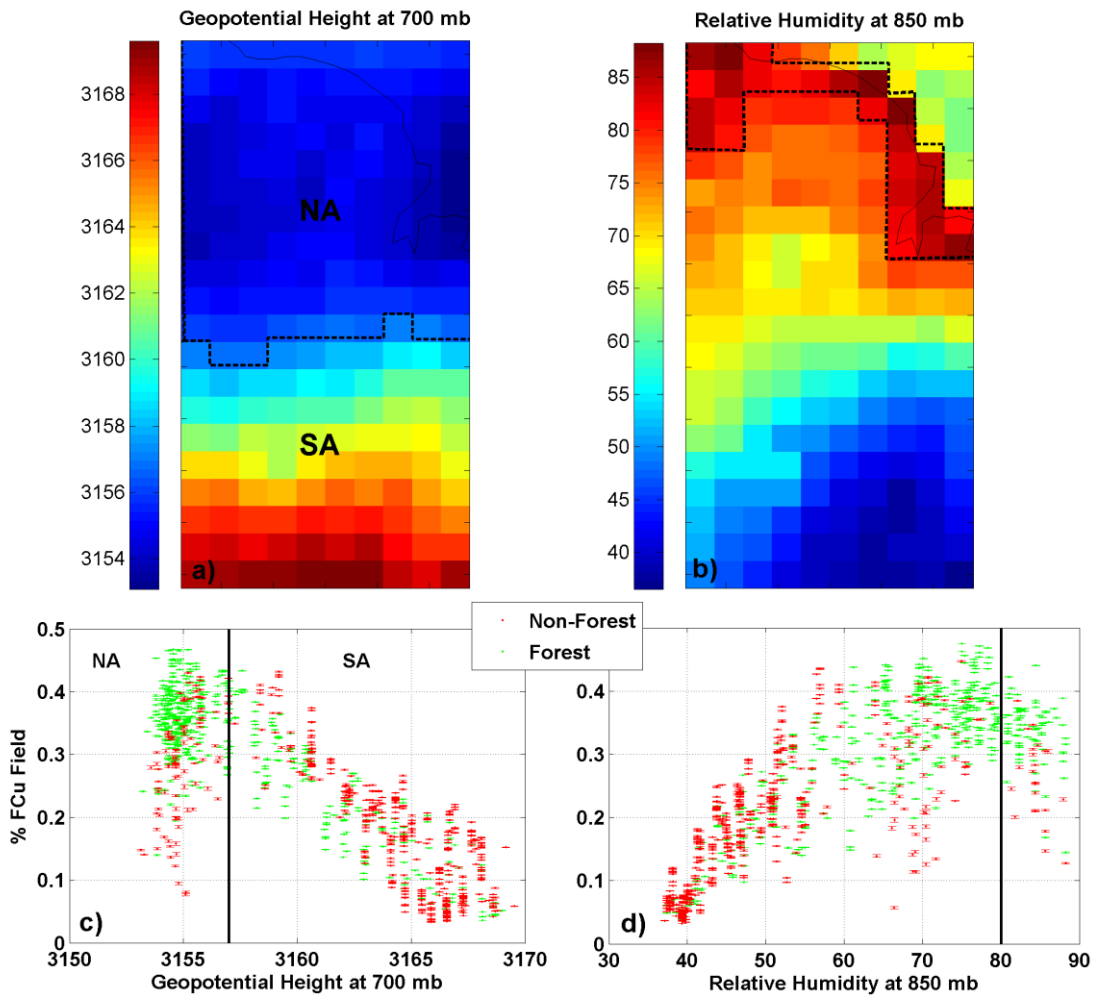 Geopotential Height at 700 mb
Relative Humidity at 850 mb
3168
3166
3164
3162
3160
3158
3156
3154
NA
SA
a)
85
80
75
70
65
60
55
50
45
40
b)
Non-Forest
Forest
% FCu Field
0.5
0.4
0.3
0.2
0.1
0
NA
SA
c)
3150
3155
3160
3165
3170
Geopotential Height at 700 mb
0.4
0.3
0.2
0.1
0
d)
30
40
50
60
70
80
90
Relative Humidity at 850 mb